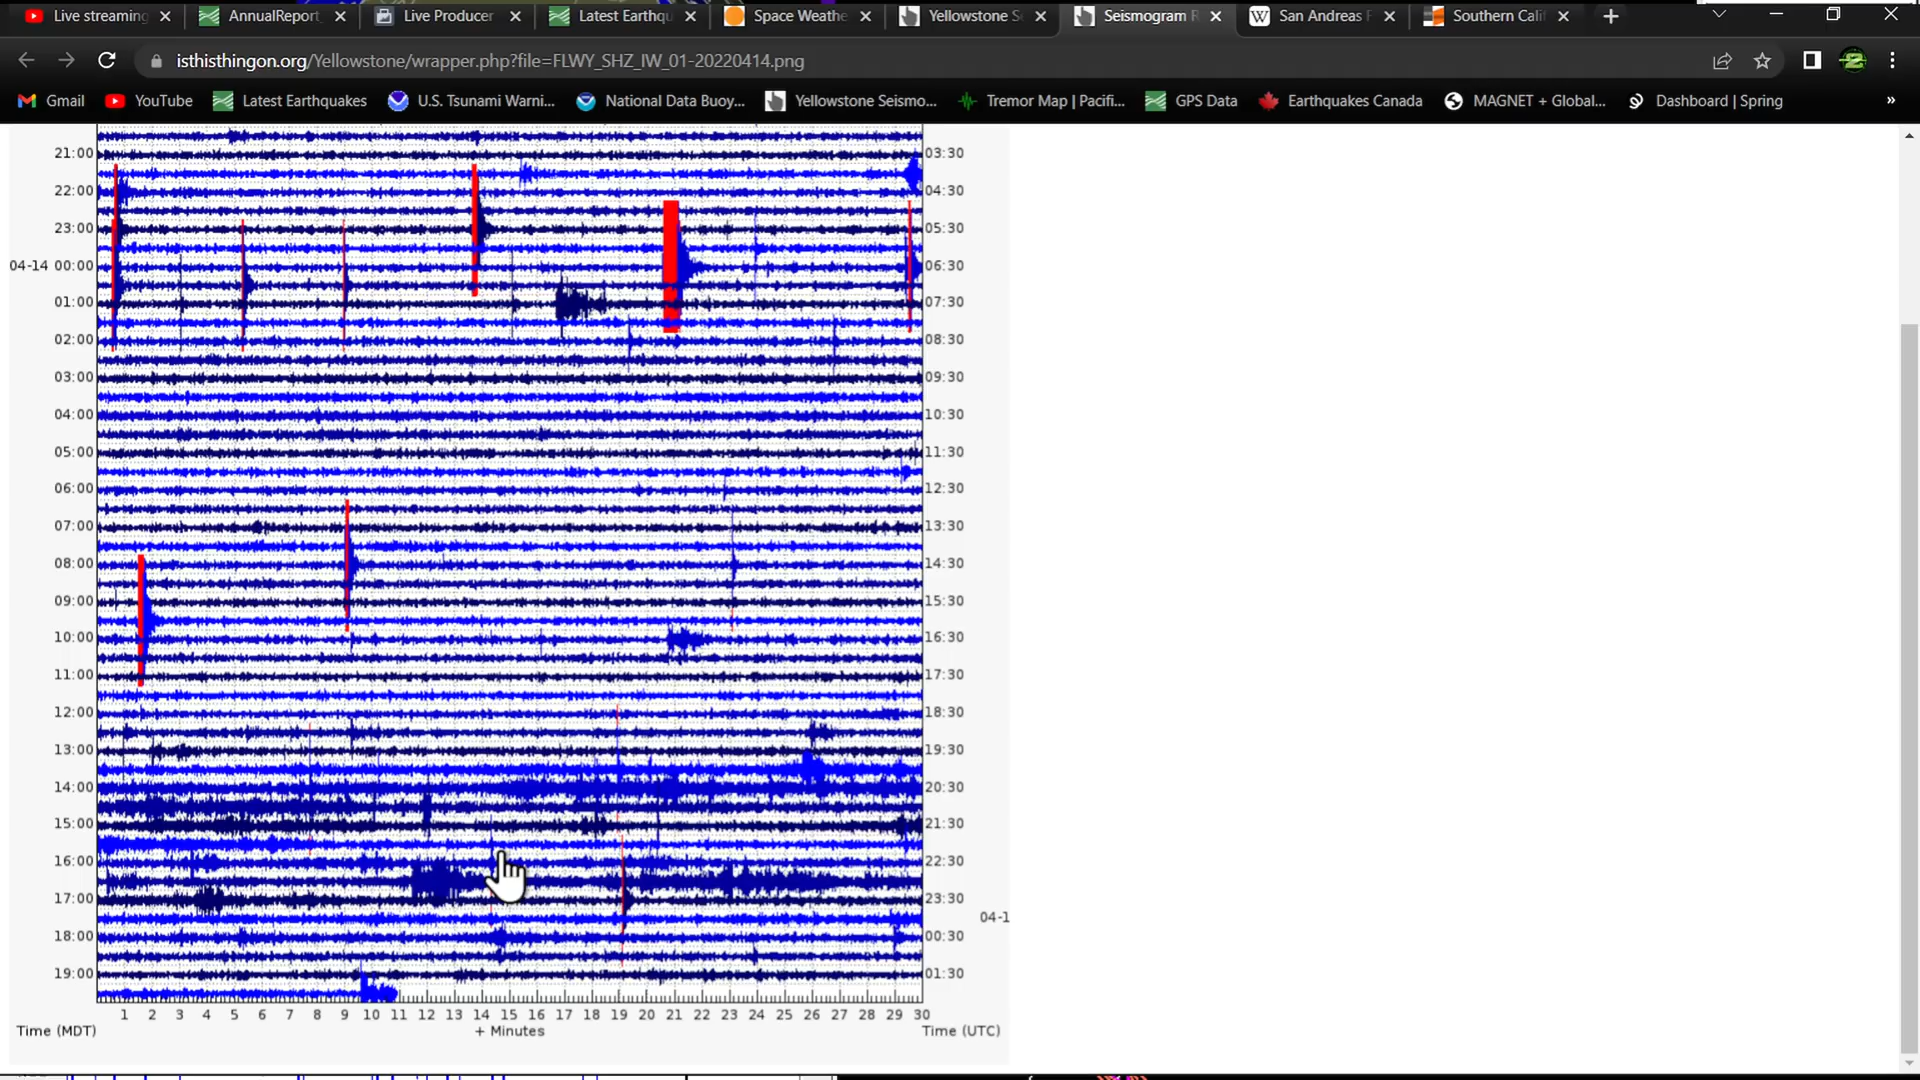 Live streaming
AnnualReport_
Live Producer
Latest Earthqu
Space Weathe
Yellowstone Se
Seismogram R
W San Andreas F
Southern Calif
isthisthingon.org/Yellowstone/wrapper.php?file=FLWY_SHZ_IW_01-20220414.png
Gmail
YouTube
Latest Earthquakes
U.S. Tsunami Warni...
National Data Buoy...
Yellowstone Seismo...
Tremor Map | Pacifi...
GPS Data
Earthquakes Canada
MAGNET + Global...
Dashboard | Spring
»
21:00 03:30
22:00 04:30
23:00 05:30
04-14 00:00 06:30
01:00 07:30
02:00 08:30
03:00 09:30
04:00 10:30
05:00 11:30
06:00 12:30
07:00 13:30
08:00 14:30
09:00 15:30
10:00 16:30
11:00 17:30
12:00 18:30
13:00 19:30
14:00 20:30
15:00 21:30
16:00 22:30
17:00 23:30
04-1
18:00 00:30
19:00 01:30
1 2 3 4 5 6 7 8 9 10 11 12 13 14 15 16 17 18 19 20 21 22 23 24 25 26 27 28 29 30
Time (MDT) + Minutes Time (UTC)